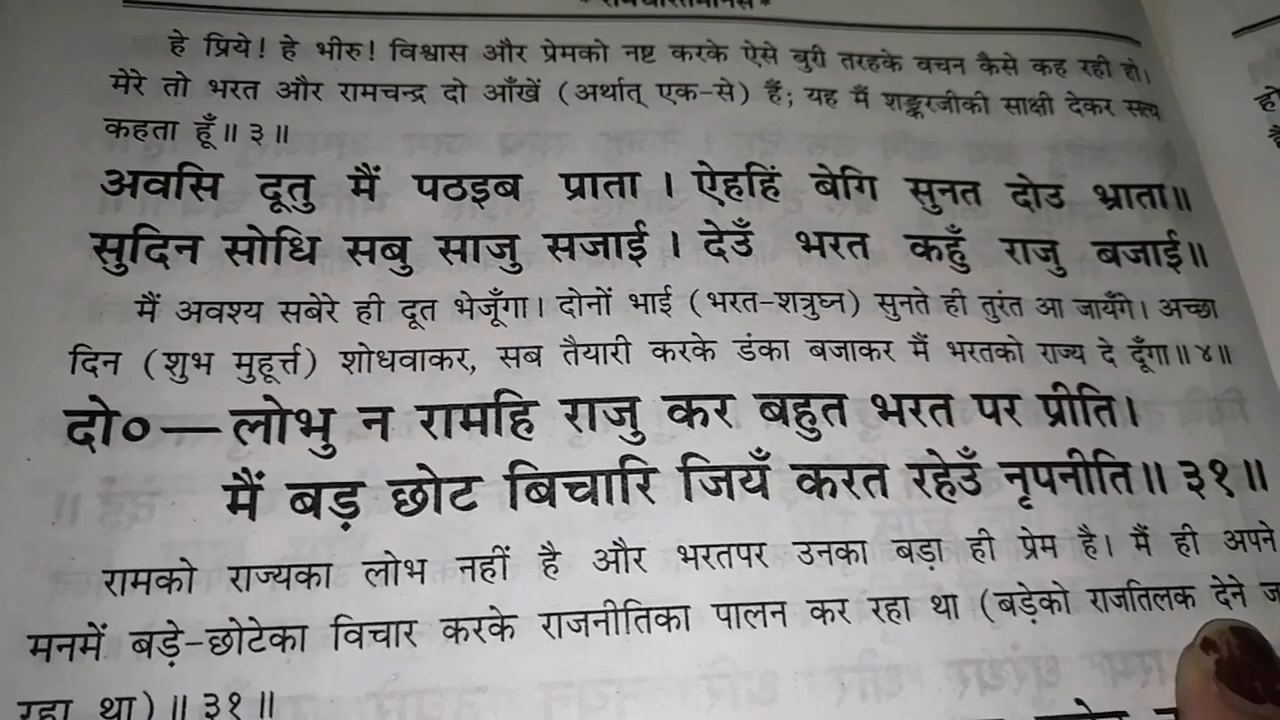 हे प्रिये! हे भीरु! विश्वास और प्रेमको नष्ट करके ऐसे बुरी तरहके वचन कैसे कह रही हो।
मेरे तो भरत और रामचन्द्र दो आँखें (अर्थात् एक-से) हैं; यह मैं शङ्करजीकी साक्षी देकर सत्य
कहता हूँ॥ ३॥
अवसि दूतु मैं पठइब प्राता । ऐहहिं बेगि सुनत दोउ भ्राता॥
सुदिन सोधि सबु साजु सजाई । देउँ भरत कहुँ राजु बजाई॥
मैं अवश्य सबेरे ही दूत भेजूँगा। दोनों भाई (भरत-शत्रुघ्न) सुनते ही तुरंत आ जायँगे। अच्छा
दिन (शुभ मुहूर्त्त) शोधवाकर, सब तैयारी करके डंका बजाकर मैं भरतको राज्य दे दूँगा॥ ४॥
दो०—लोभु न रामहि राजु कर बहुत भरत पर प्रीति।
मैं बड़ छोट बिचारि जियँ करत रहेउँ नृपनीति॥ ३१॥
रामको राज्यका लोभ नहीं है और भरतपर उनका बड़ा ही प्रेम है। मैं ही अपने
मनमें बड़े-छोटेका विचार करके राजनीतिका पालन कर रहा था (बड़ेको राजतिलक देने
रहा था)॥ ३१॥